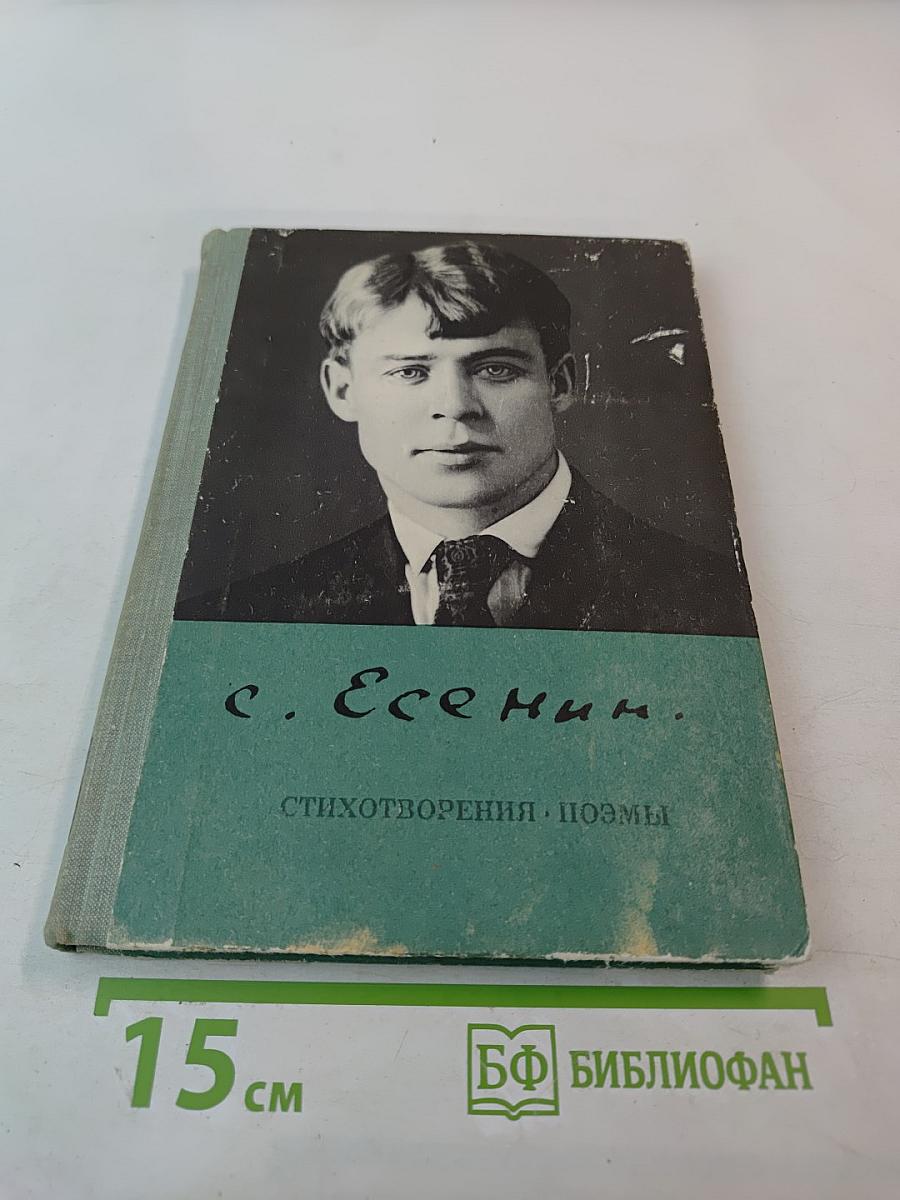 с. Есенин.
СТИХОТВОРЕНИЯ · ПОЭМЫ
15 см
БФ БИБЛИОФАН